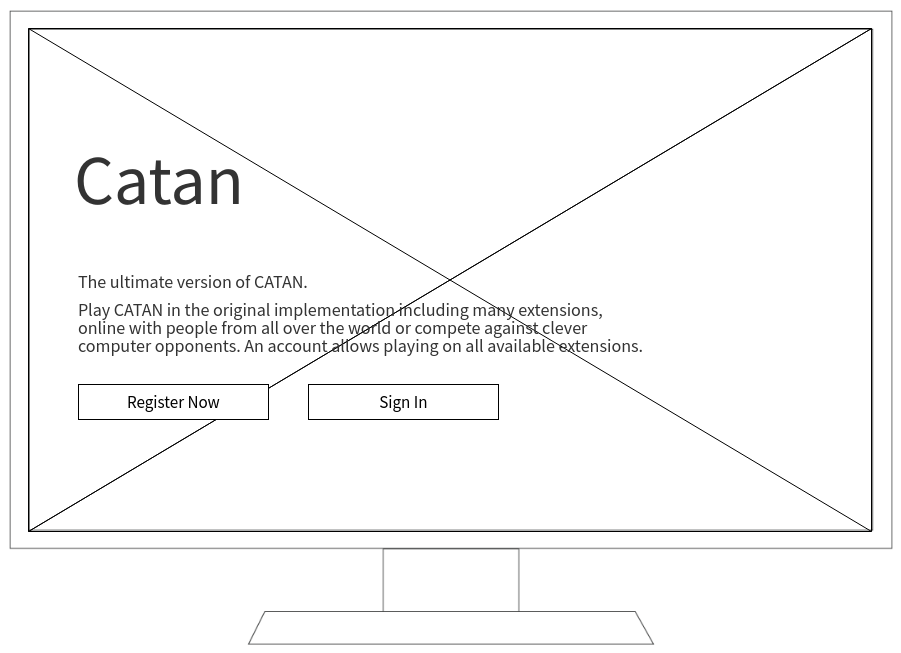 Catan
The ultimate version of CATAN.
Play CATAN in the original implementation including many extensions,
online with people from all over the world or compete against clever
computer opponents. An account allows playing on all available extensions.
Register Now
Sign In